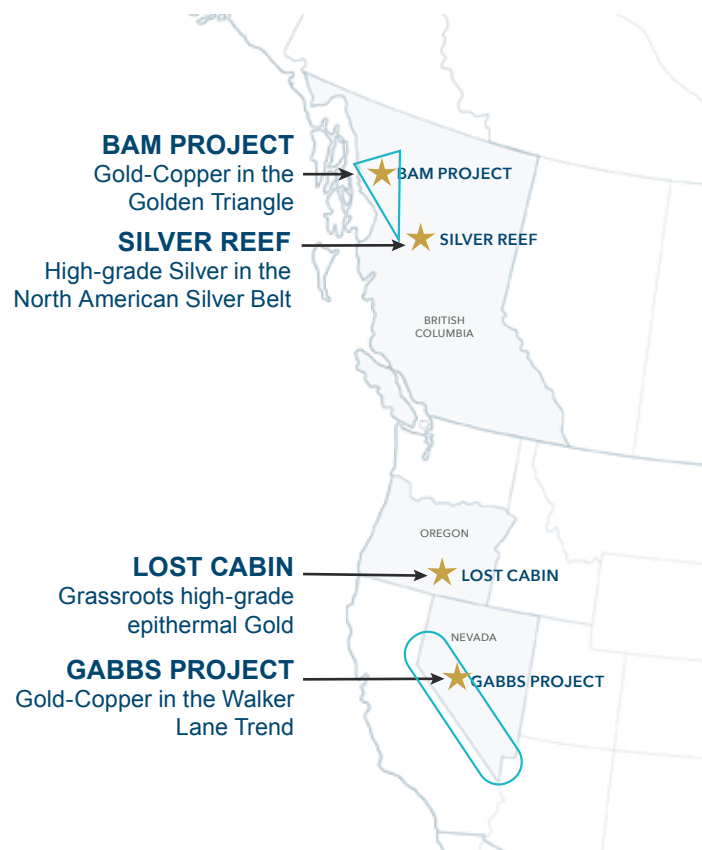 BAM PROJECT
Gold-Copper in the
Golden Triangle
BAM PROJECT
SILVER REEF
High-grade Silver in the
North American Silver Belt
SILVER REEF
BRITISH
COLUMBIA
OREGON
LOST CABIN
Grassroots high-grade
epithermal Gold
LOST CABIN
NEVADA
GABBS PROJECT
Gold-Copper in the Walker
Lane Trend
GABBS PROJECT